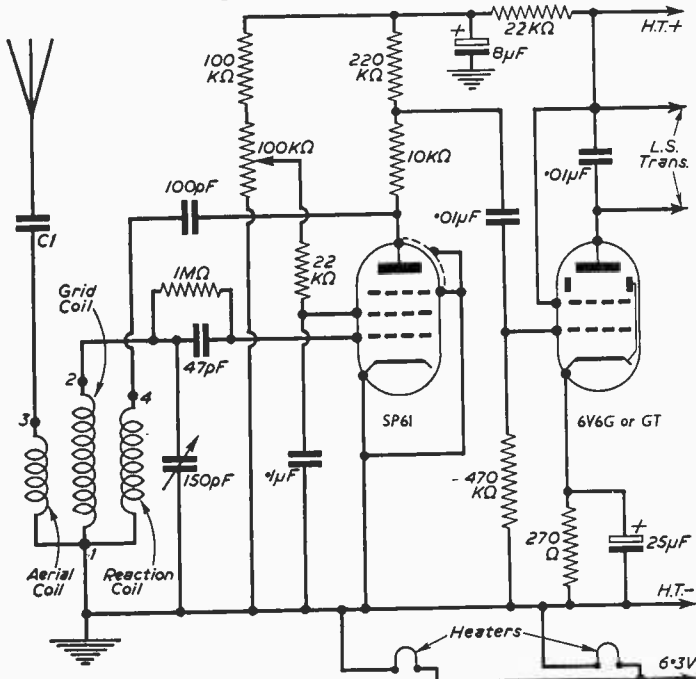 22KΩ
H.T.+
100
KΩ
220
KΩ
+
8μF
100KΩ
10KΩ
L.S.
Trans.
·01μF
·01μF
100pF
C1
22
KΩ
1MΩ
Grid
Coil
47pF
2
4
3
SP61
6V6G or GT
150pF
·1μF
470
KΩ
270
Ω
+
25μF
1
Aerial
Coil
Reaction
Coil
H.T.-
Heaters
6·3V